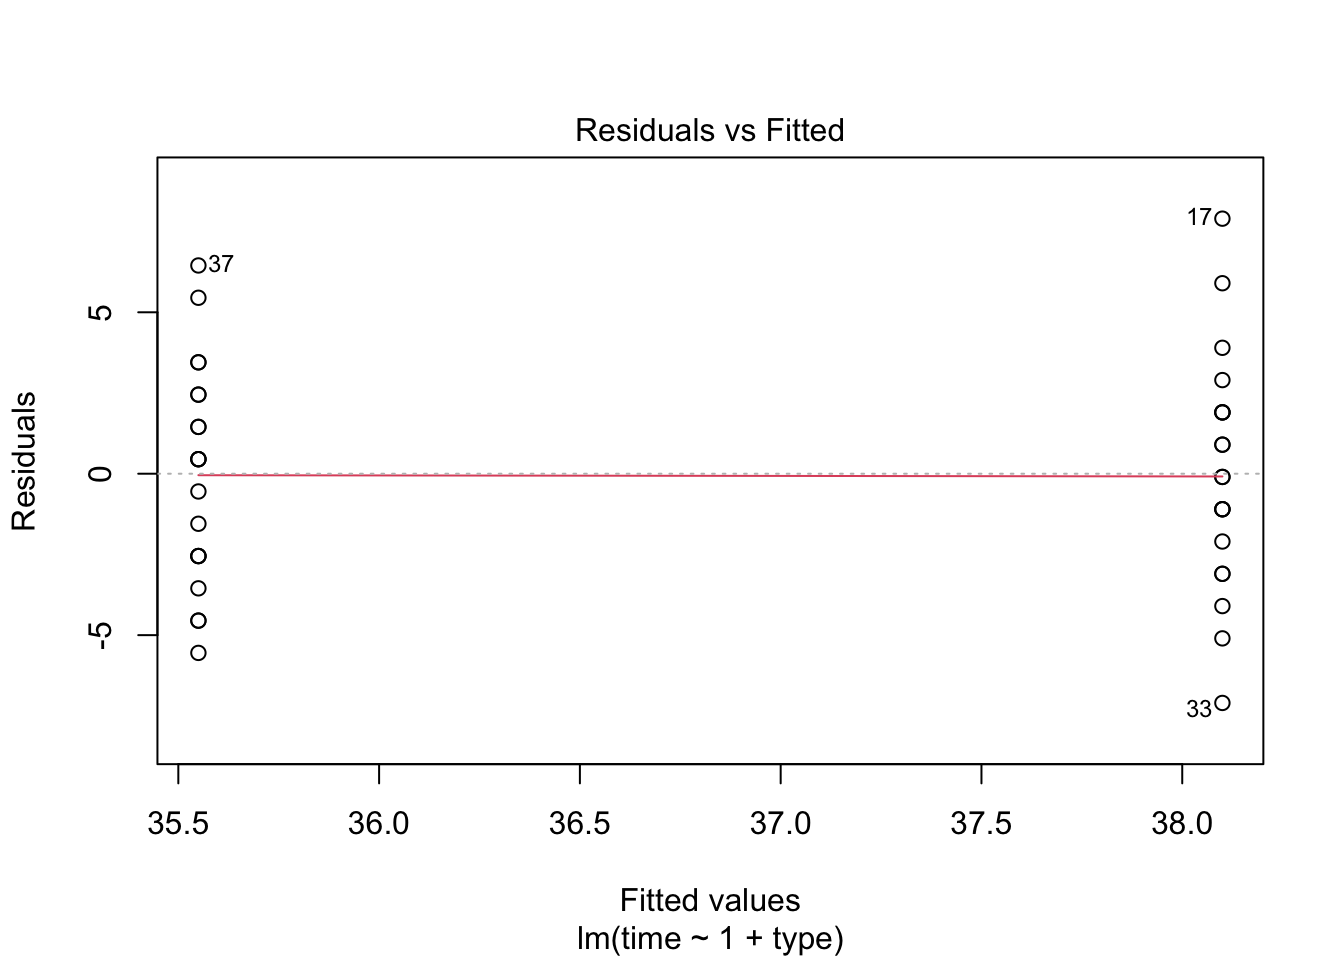 Residuals vs Fitted
Residuals
5
0
-5
37
17
33
35.5 36.0 36.5 37.0 37.5 38.0
Fitted values
lm(time ~ 1 + type)